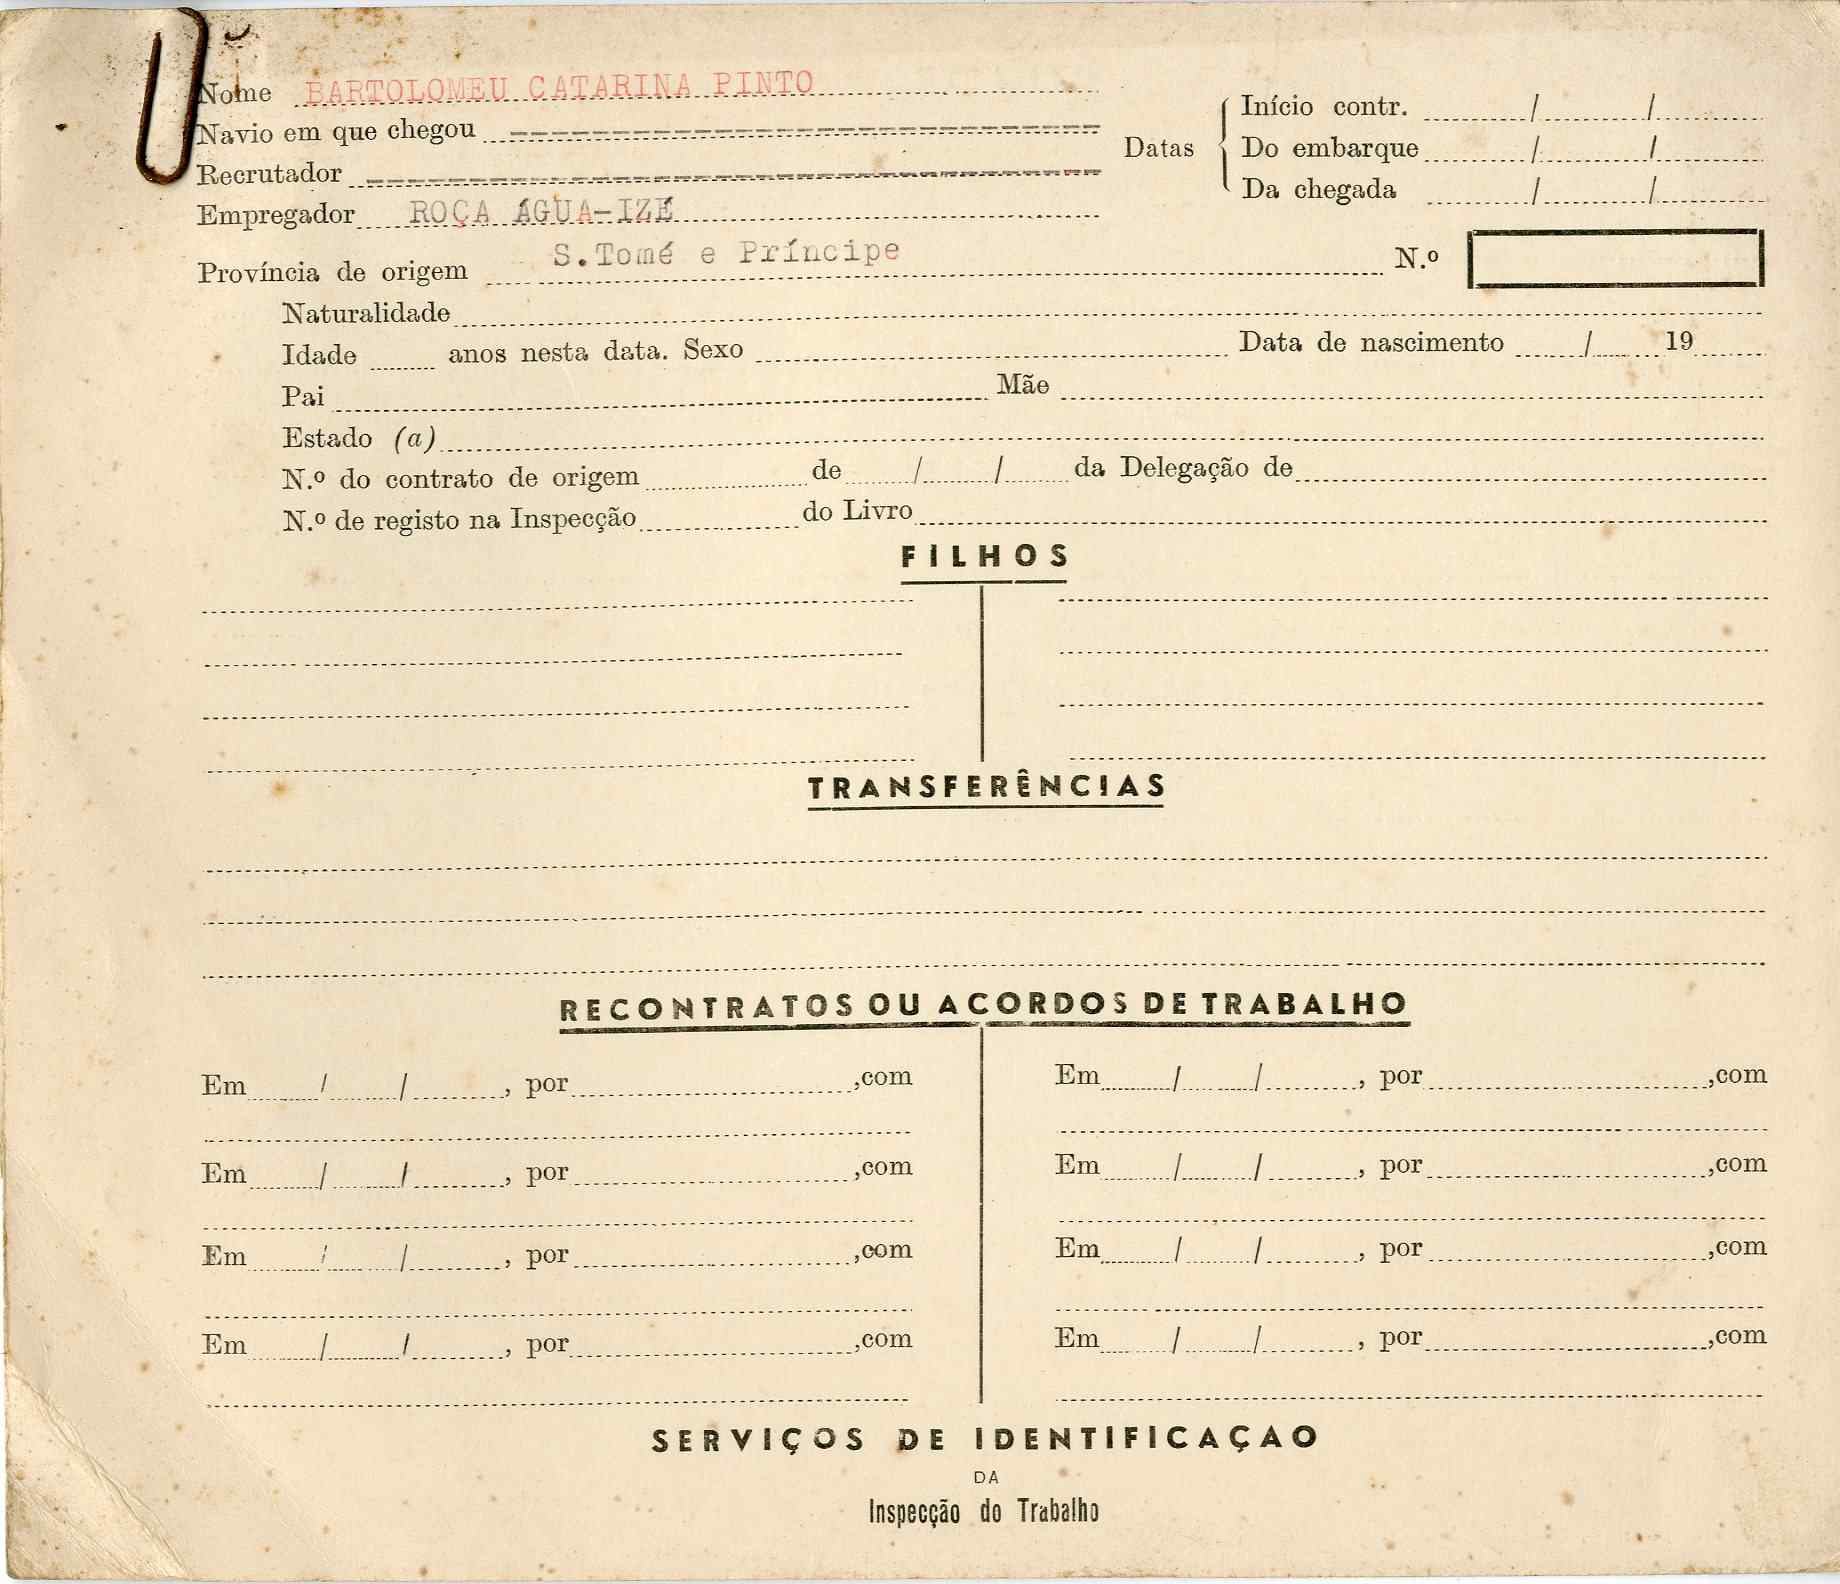 Nome BARTOLOMEU CATARINA PINTO
Navio em que chegou
Recrutador
Empregador ROÇA ÁGUA-IZÉ
Datas
Início contr. / /
Do embarque / /
Da chegada / /
Província de origem S.Tomé e Príncipe N.º
Naturalidade
Idade anos nesta data. Sexo Data de nascimento / 19
Pai Mãe
Estado (a)
N.º do contrato de origem de / / da Delegação de
N.º de registo na Inspecção do Livro
FILHOS
TRANSFERÊNCIAS
RECONTRATOS OU ACORDOS DE TRABALHO
Em / / , por ,com
Em / / , por ,com
Em / / , por ,com
Em / / , por ,com
Em / / , por ,com
Em / / , por ,com
Em / / , por ,com
Em / / , por ,com
SERVIÇOS DE IDENTIFICAÇAO
DA
Inspecção do Trabalho